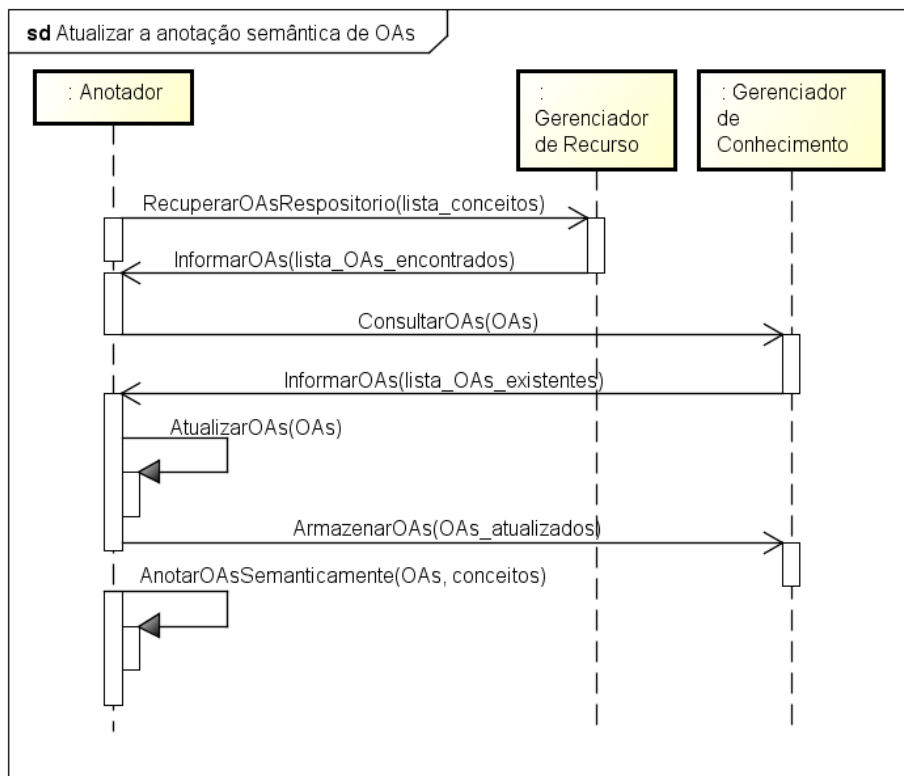 sd Atualizar a anotação semântica de OAs
: Anotador
:
Gerenciador
de Recurso
: Gerenciador
de
Conhecimento
RecuperarOAsRespositorio(lista_conceitos)
InformarOAs(lista_OAs_encontrados)
ConsultarOAs(OAs)
InformarOAs(lista_OAs_existentes)
AtualizarOAs(OAs)
ArmazenarOAs(OAs_atualizados)
AnotarOAsSemanticamente(OAs, conceitos)